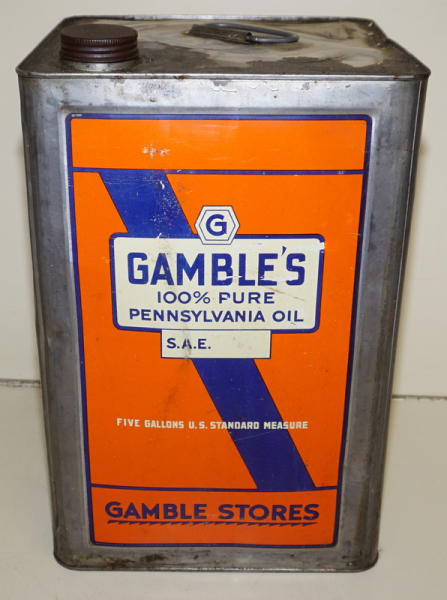 G
GAMBLE'S
100% PURE
PENNSYLVANIA OIL
S.A.E.
FIVE GALLONS U.S. STANDARD MEASURE
GAMBLE STORES